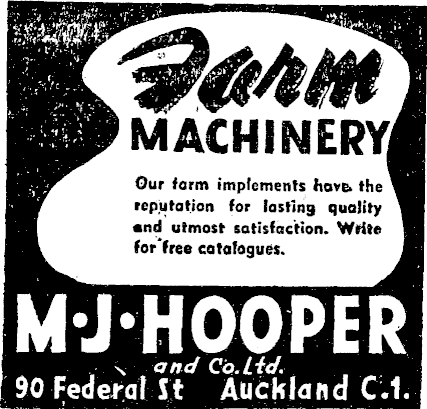 Farm
MACHINERY
Our farm implements have the
reputation for lasting quality
and utmost satisfaction. Write
for free catalogues.
M·J·HOOPER
and Co. Ltd.
90 Federal St Auckland C.1.